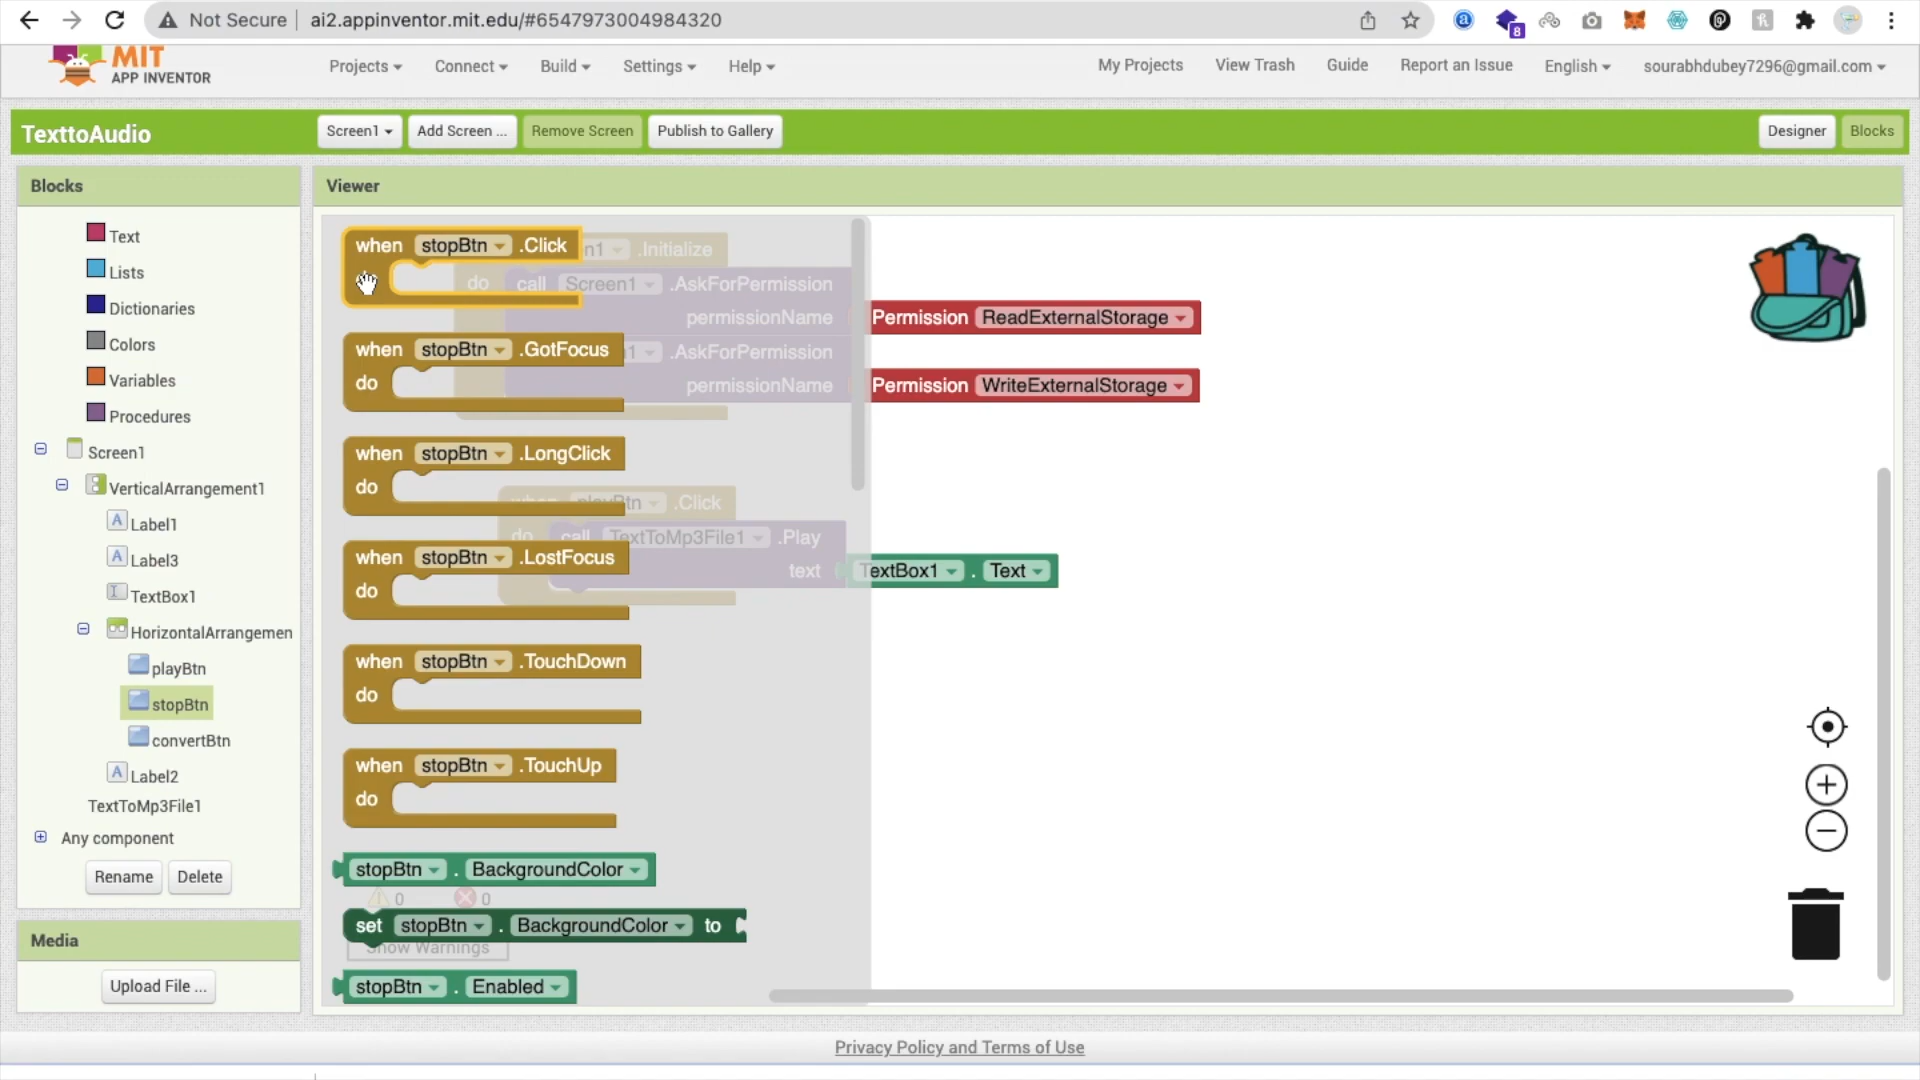 Not Secure ai2.appinventor.mit.edu/#6547973004984320
8
MIT
APP INVENTOR
Projects Connect Build Settings Help My Projects View Trash Guide Report an Issue English sourabhdubey7296@gmail.com
TexttoAudio Screen1 Add Screen ... Remove Screen Publish to Gallery Designer Blocks
Blocks
Text
Lists
Dictionaries
Colors
Variables
Procedures
Screen1
VerticalArrangement1
A Label1
A Label3
TextBox1
HorizontalArrangemen
playBtn
stopBtn
convertBtn
A Label2
TextToMp3File1
Any component
Rename Delete
Media
Upload File ...
Viewer
when stopBtn .Click
n1 .Initialize
do call Screen1 .AskForPermission
permissionName Permission ReadExternalStorage
when stopBtn .GotFocus
do
n1 .AskForPermission
permissionName Permission WriteExternalStorage
when stopBtn .LongClick
do
when playBtn .Click
do call TextToMp3File1 .Play
text TextBox1 . Text
when stopBtn .LostFocus
do
when stopBtn .TouchDown
do
when stopBtn .TouchUp
do
stopBtn . BackgroundColor
0 0
set stopBtn . BackgroundColor to
Show Warnings
stopBtn . Enabled
Privacy Policy and Terms of Use